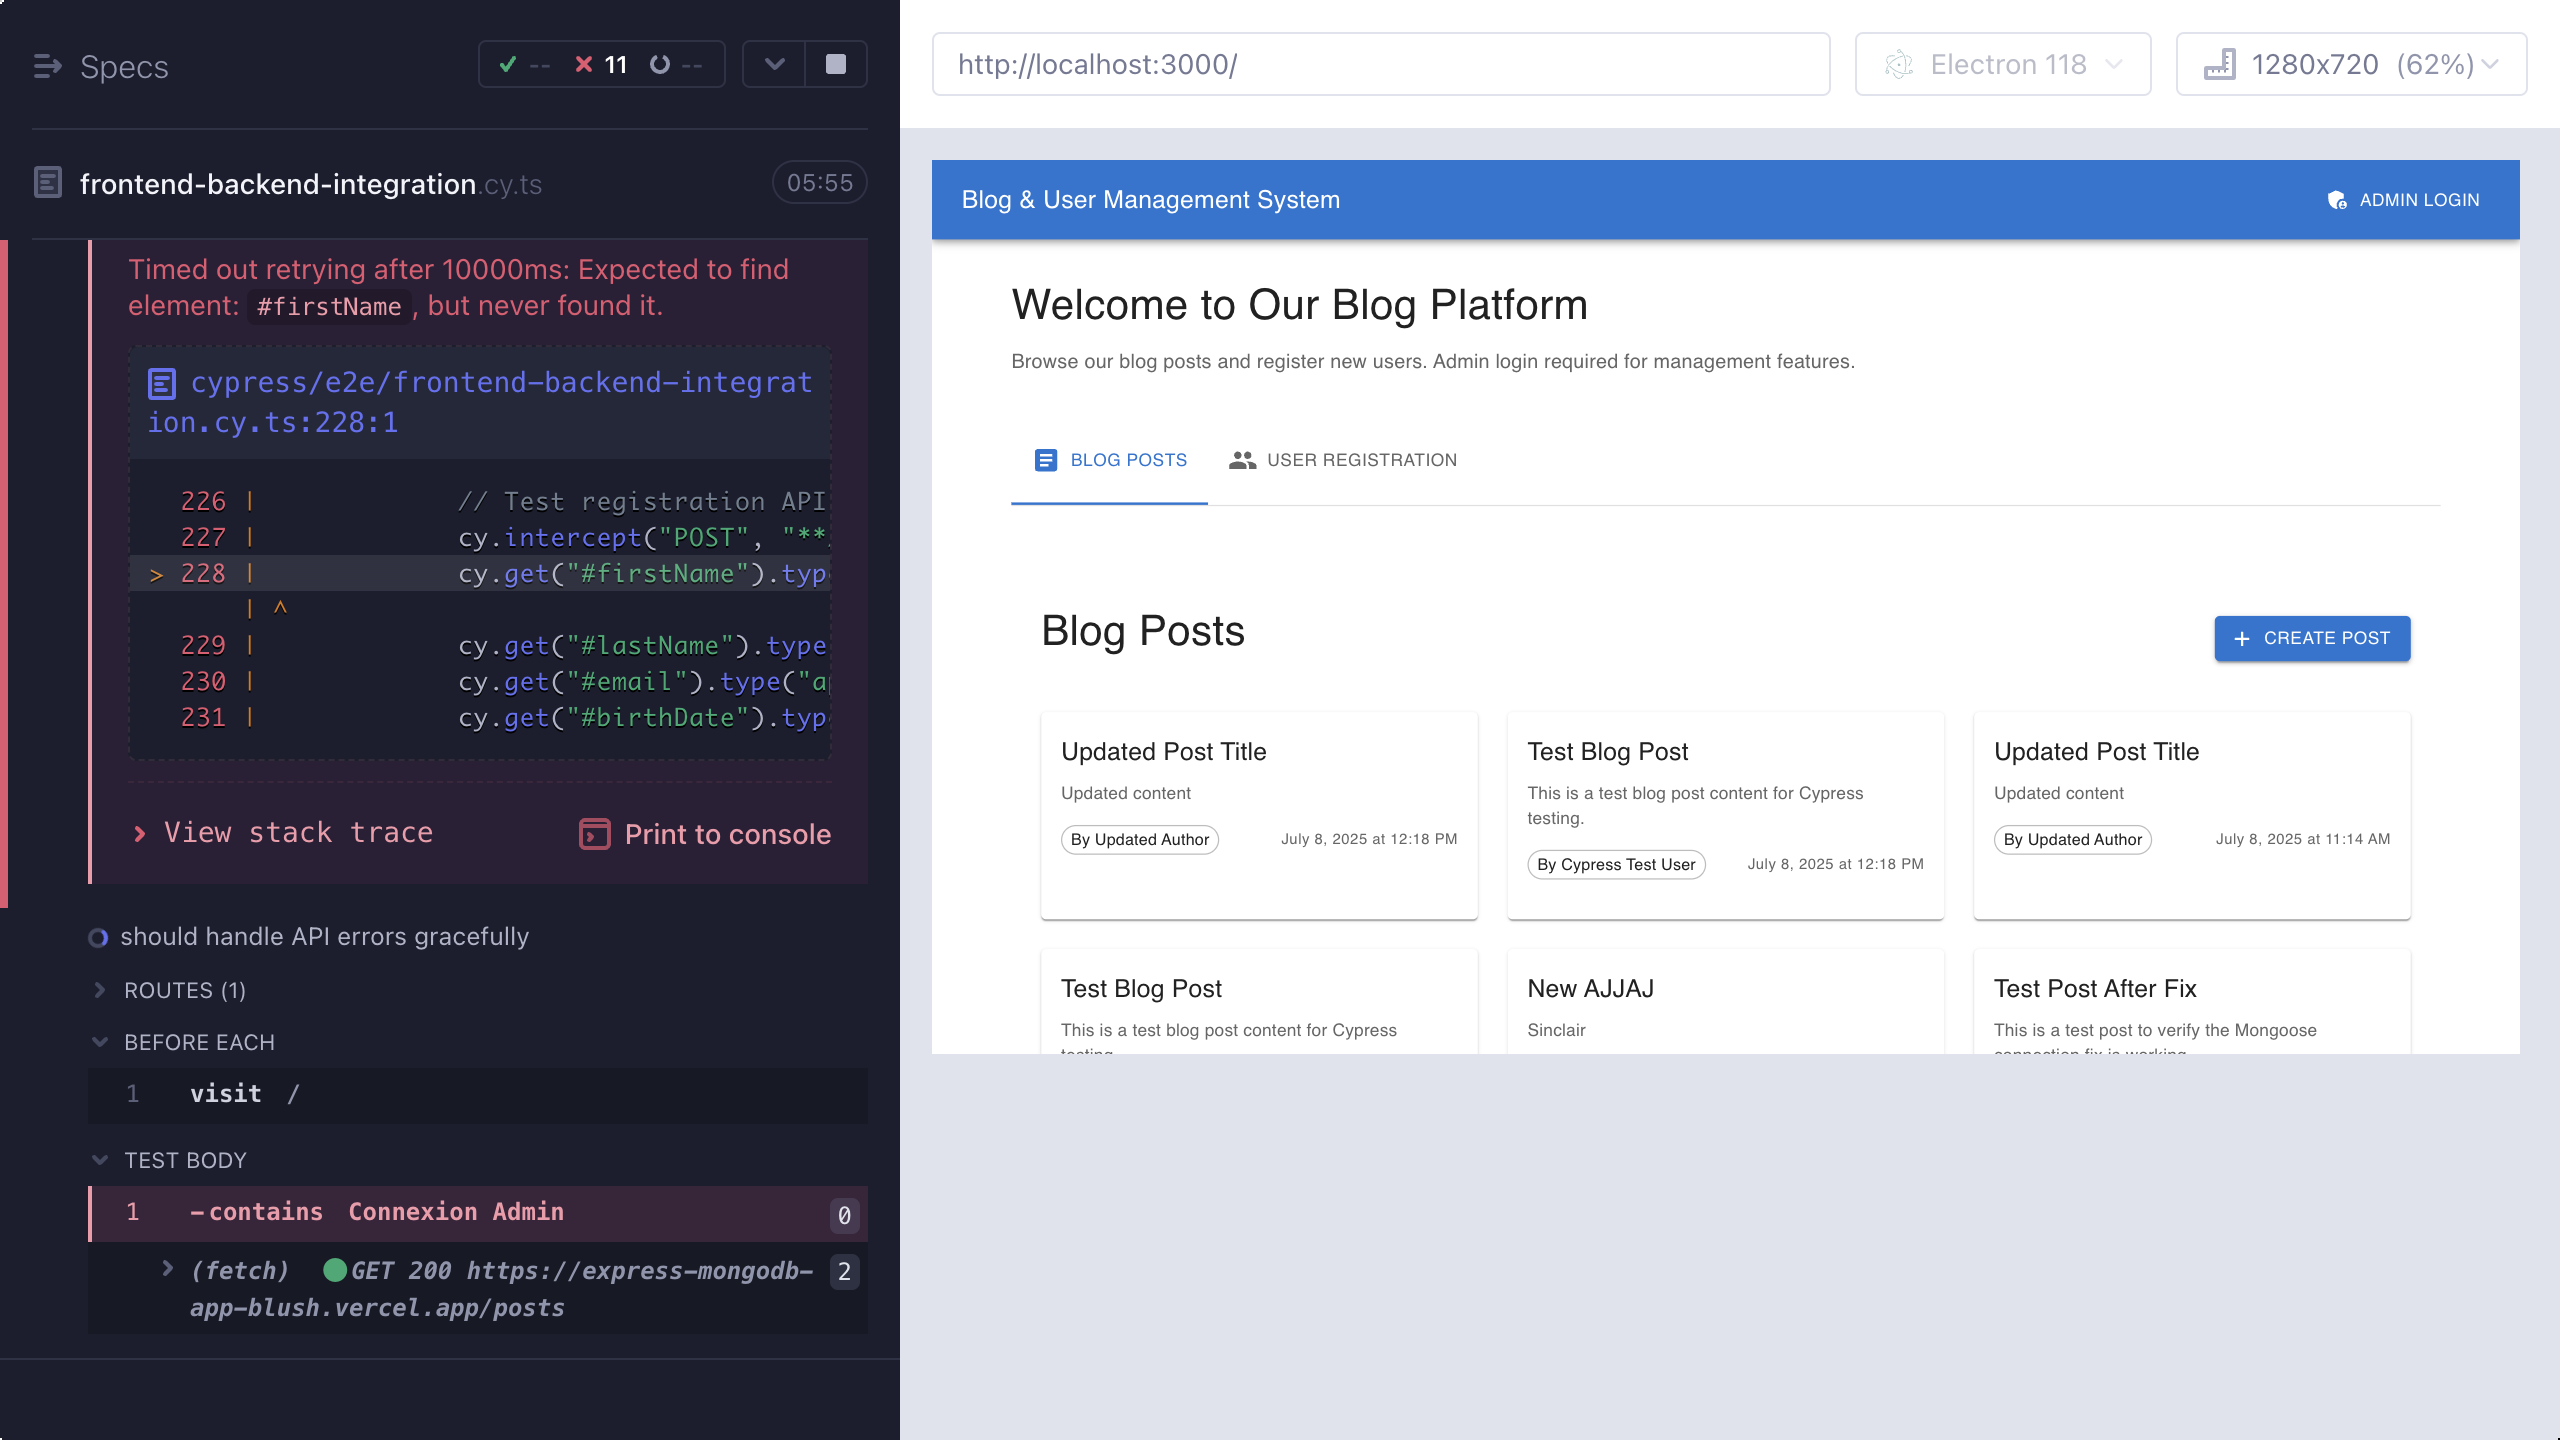 Specs
-- 11 --
frontend-backend-integration.cy.ts 05:55
Timed out retrying after 10000ms: Expected to find
element: #firstName , but never found it.
cypress/e2e/frontend-backend-integrat
ion.cy.ts:228:1
226 | // Test registration API
227 | cy.intercept("POST", "**
> 228 | cy.get("#firstName").typ
| ^
229 | cy.get("#lastName").type
230 | cy.get("#email").type("a
231 | cy.get("#birthDate").typ
View stack trace Print to console
should handle API errors gracefully
ROUTES (1)
BEFORE EACH
1 visit /
TEST BODY
1 -contains Connexion Admin 0
(fetch) GET 200 https://express-mongodb- 2
app-blush.vercel.app/posts
http://localhost:3000/ Electron 118 1280x720 (62%)
Blog & User Management System ADMIN LOGIN
Welcome to Our Blog Platform
Browse our blog posts and register new users. Admin login required for management features.
BLOG POSTS USER REGISTRATION
Blog Posts + CREATE POST
Updated Post Title
Updated content
By Updated Author July 8, 2025 at 12:18 PM
Test Blog Post
This is a test blog post content for Cypress
testing.
By Cypress Test User July 8, 2025 at 12:18 PM
Updated Post Title
Updated content
By Updated Author July 8, 2025 at 11:14 AM
Test Blog Post
This is a test blog post content for Cypress
testing
New AJJAJ
Sinclair
Test Post After Fix
This is a test post to verify the Mongoose
connection fix is working